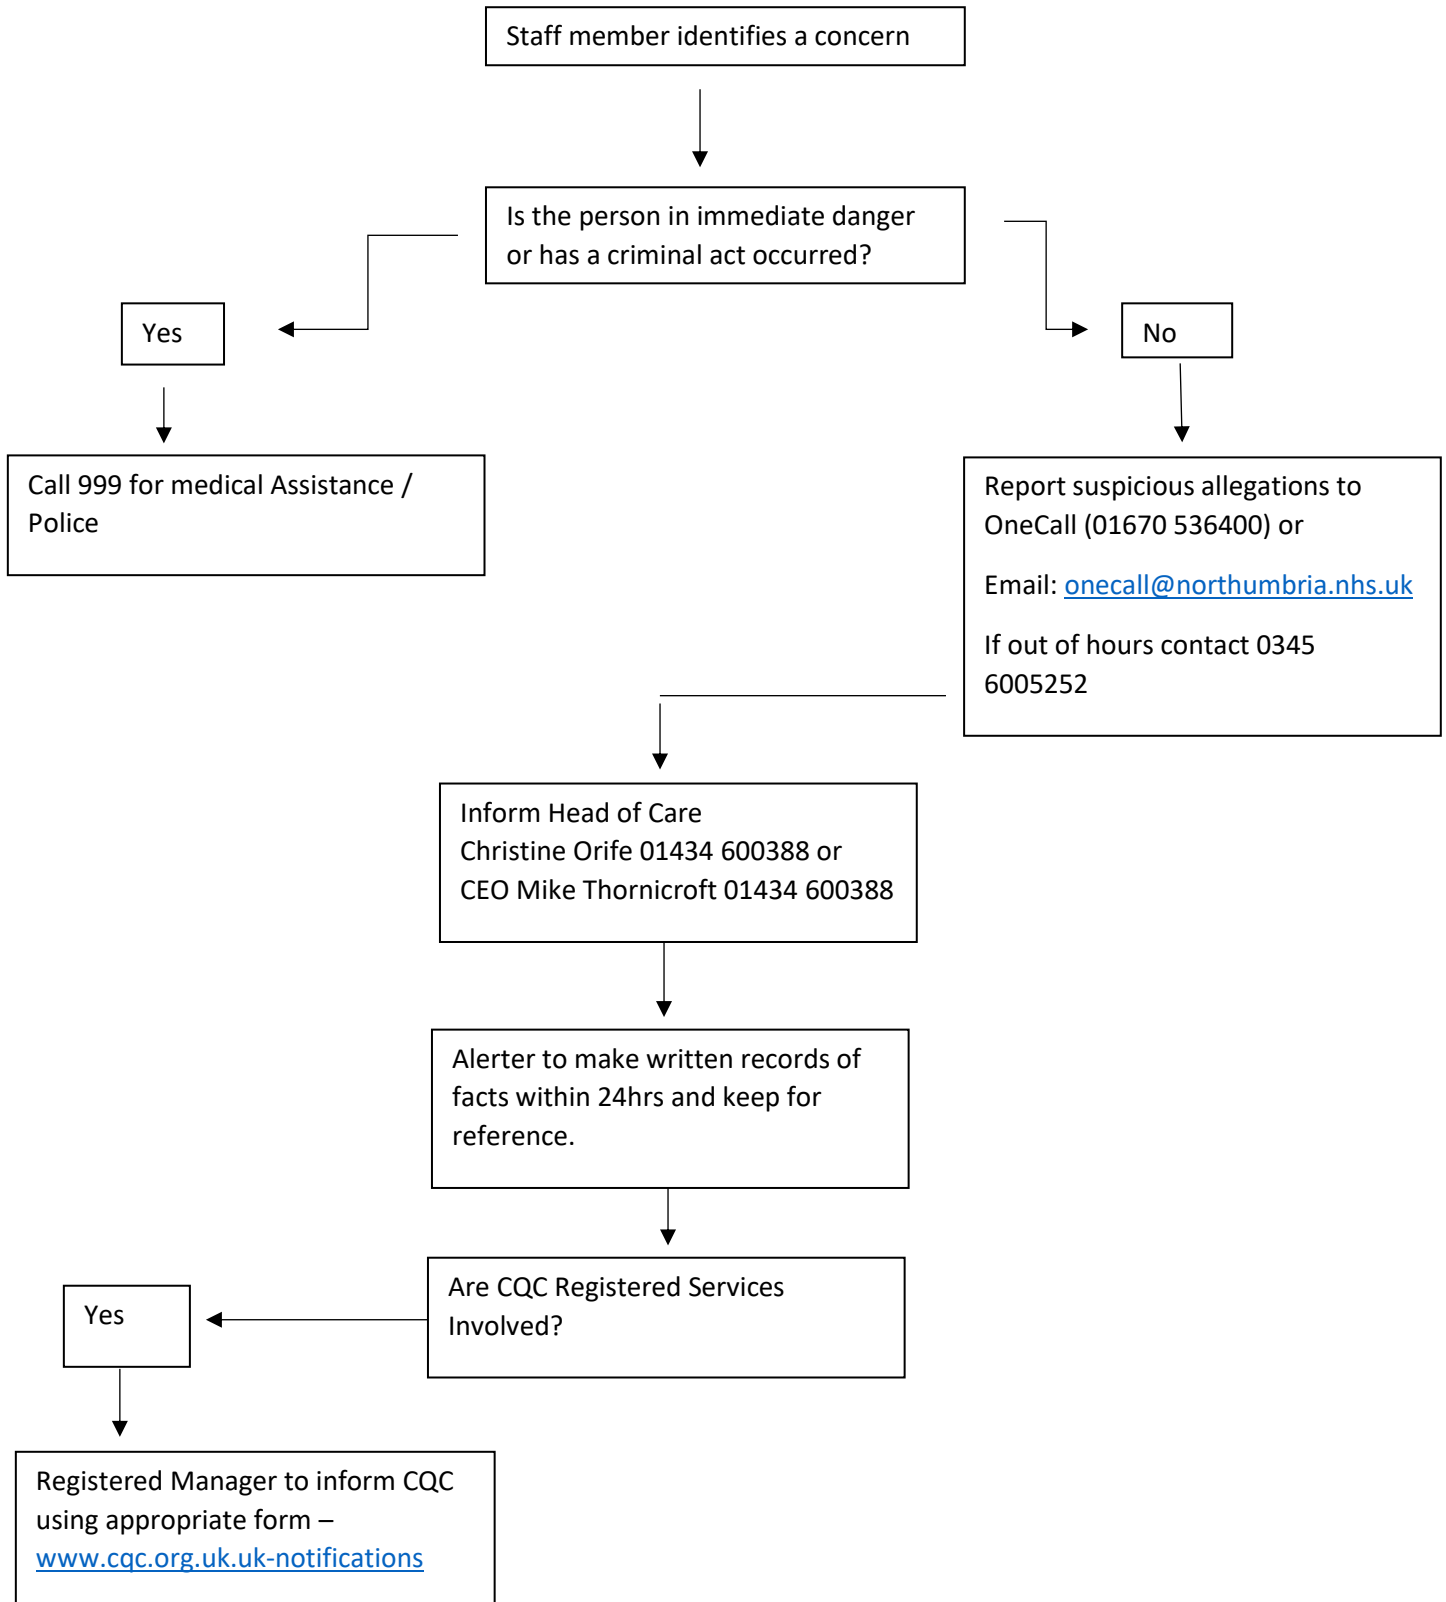 Staff member identifies a concern
Is the person in immediate danger
or has a criminal act occurred?
Yes
No
Call 999 for medical Assistance /
Police
Report suspicious allegations to
OneCall (01670 536400) or
Email: onecall@northumbria.nhs.uk
If out of hours contact 0345
6005252
Inform Head of Care
Christine Orife 01434 600388 or
CEO Mike Thornicroft 01434 600388
Alerter to make written records of
facts within 24hrs and keep for
reference.
Are CQC Registered Services
Involved?
Yes
Registered Manager to inform CQC
using appropriate form –
www.cqc.org.uk.uk-notifications